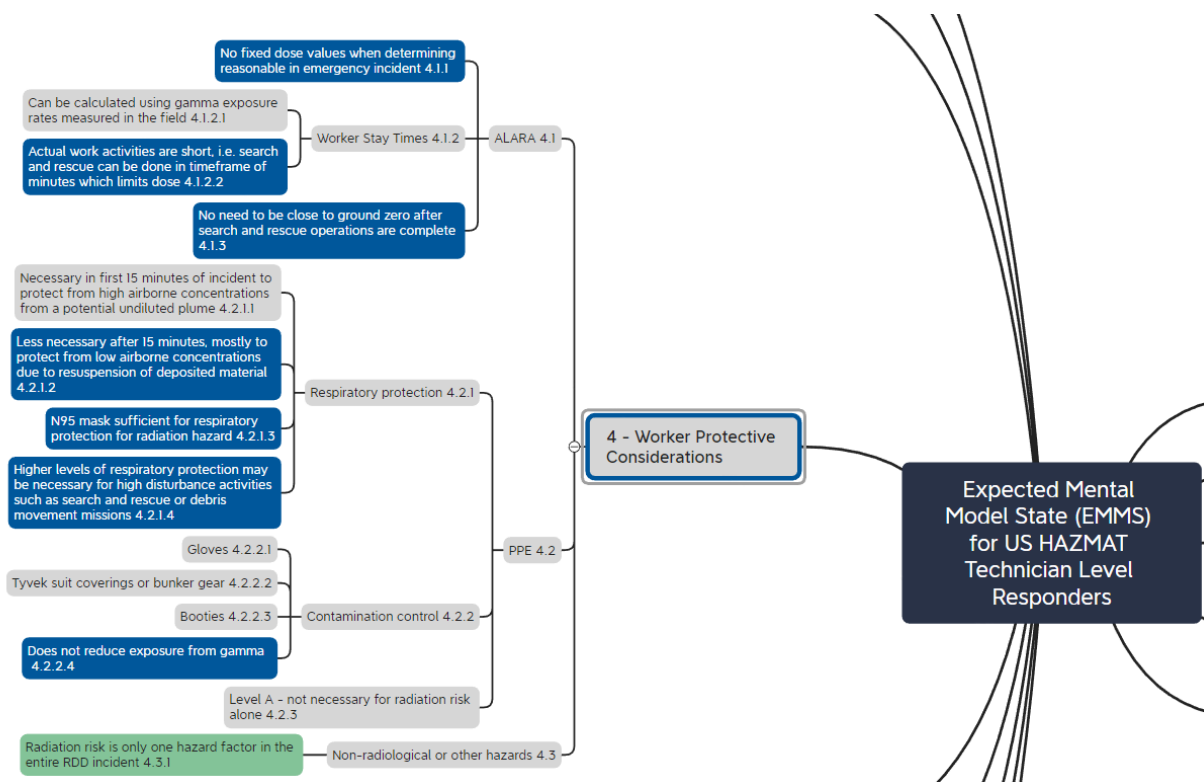 No fixed dose values when determining
reasonable in emergency incident 4.1.1
Can be calculated using gamma exposure
rates measured in the field 4.1.2.1
Worker Stay Times 4.1.2
ALARA 4.1
Actual work activities are short, i.e. search
and rescue can be done in timeframe of
minutes which limits dose 4.1.2.2
No need to be close to ground zero after
search and rescue operations are complete
4.1.3
Necessary in first 15 minutes of incident to
protect from high airborne concentrations
from a potential undiluted plume 4.2.1.1
Less necessary after 15 minutes, mostly to
protect from low airborne concentrations
due to resuspension of deposited material
4.2.1.2
Respiratory protection 4.2.1
N95 mask sufficient for respiratory
protection for radiation hazard 4.2.1.3
Higher levels of respiratory protection may
be necessary for high disturbance activities
such as search and rescue or debris
movement missions 4.2.1.4
4 - Worker Protective
Considerations
Expected Mental
Model State (EMMS)
for US HAZMAT
Technician Level
Responders
PPE 4.2
Gloves 4.2.2.1
Tyvek suit coverings or bunker gear 4.2.2.2
Booties 4.2.2.3
Contamination control 4.2.2
Does not reduce exposure from gamma
4.2.2.4
Level A - not necessary for radiation risk
alone 4.2.3
Radiation risk is only one hazard factor in the
entire RDD incident 4.3.1
Non-radiological or other hazards 4.3